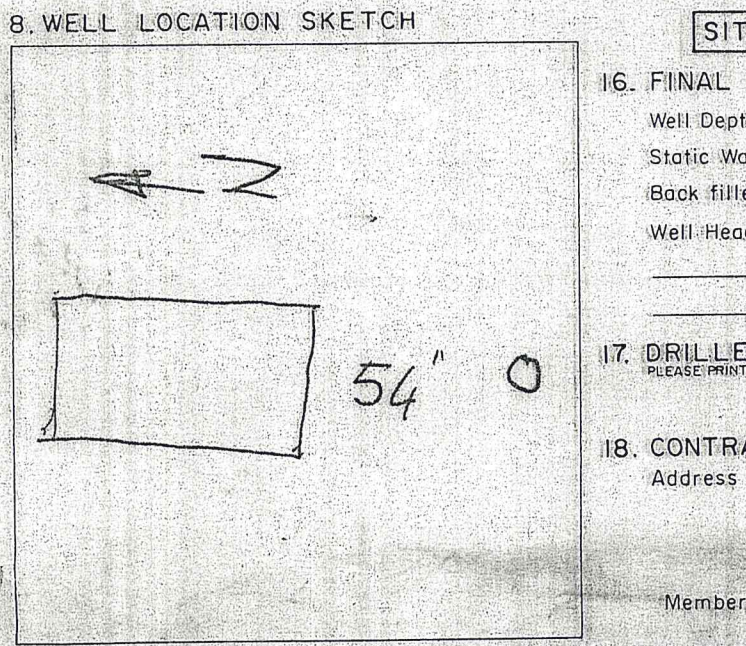 8. WELL LOCATION SKETCH
N
54"
SIT
16. FINAL
Well Dept
Static Wa
Back fille
Well Head
17. DRILLE
PLEASE PRINT
18. CONTRA
Address
Member